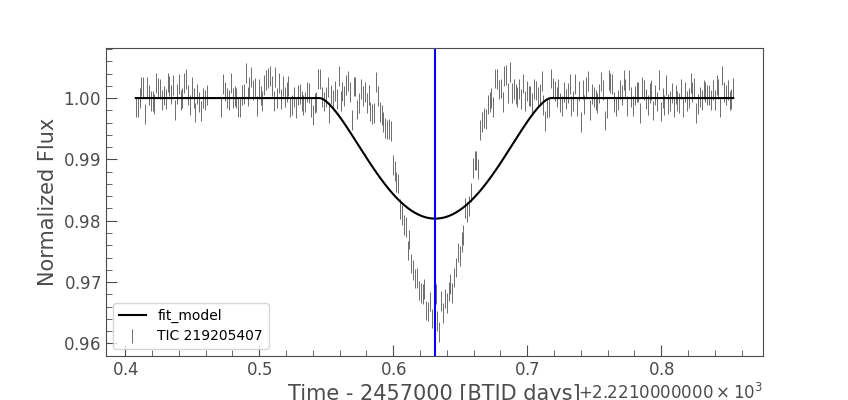 1.00
0.99
0.98
0.97
0.96
Normalized Flux
fit_model
TIC 219205407
0.4 0.5 0.6 0.7 0.8
Time - 2457000 [BTJD days]
+2.2210000000 × 10³